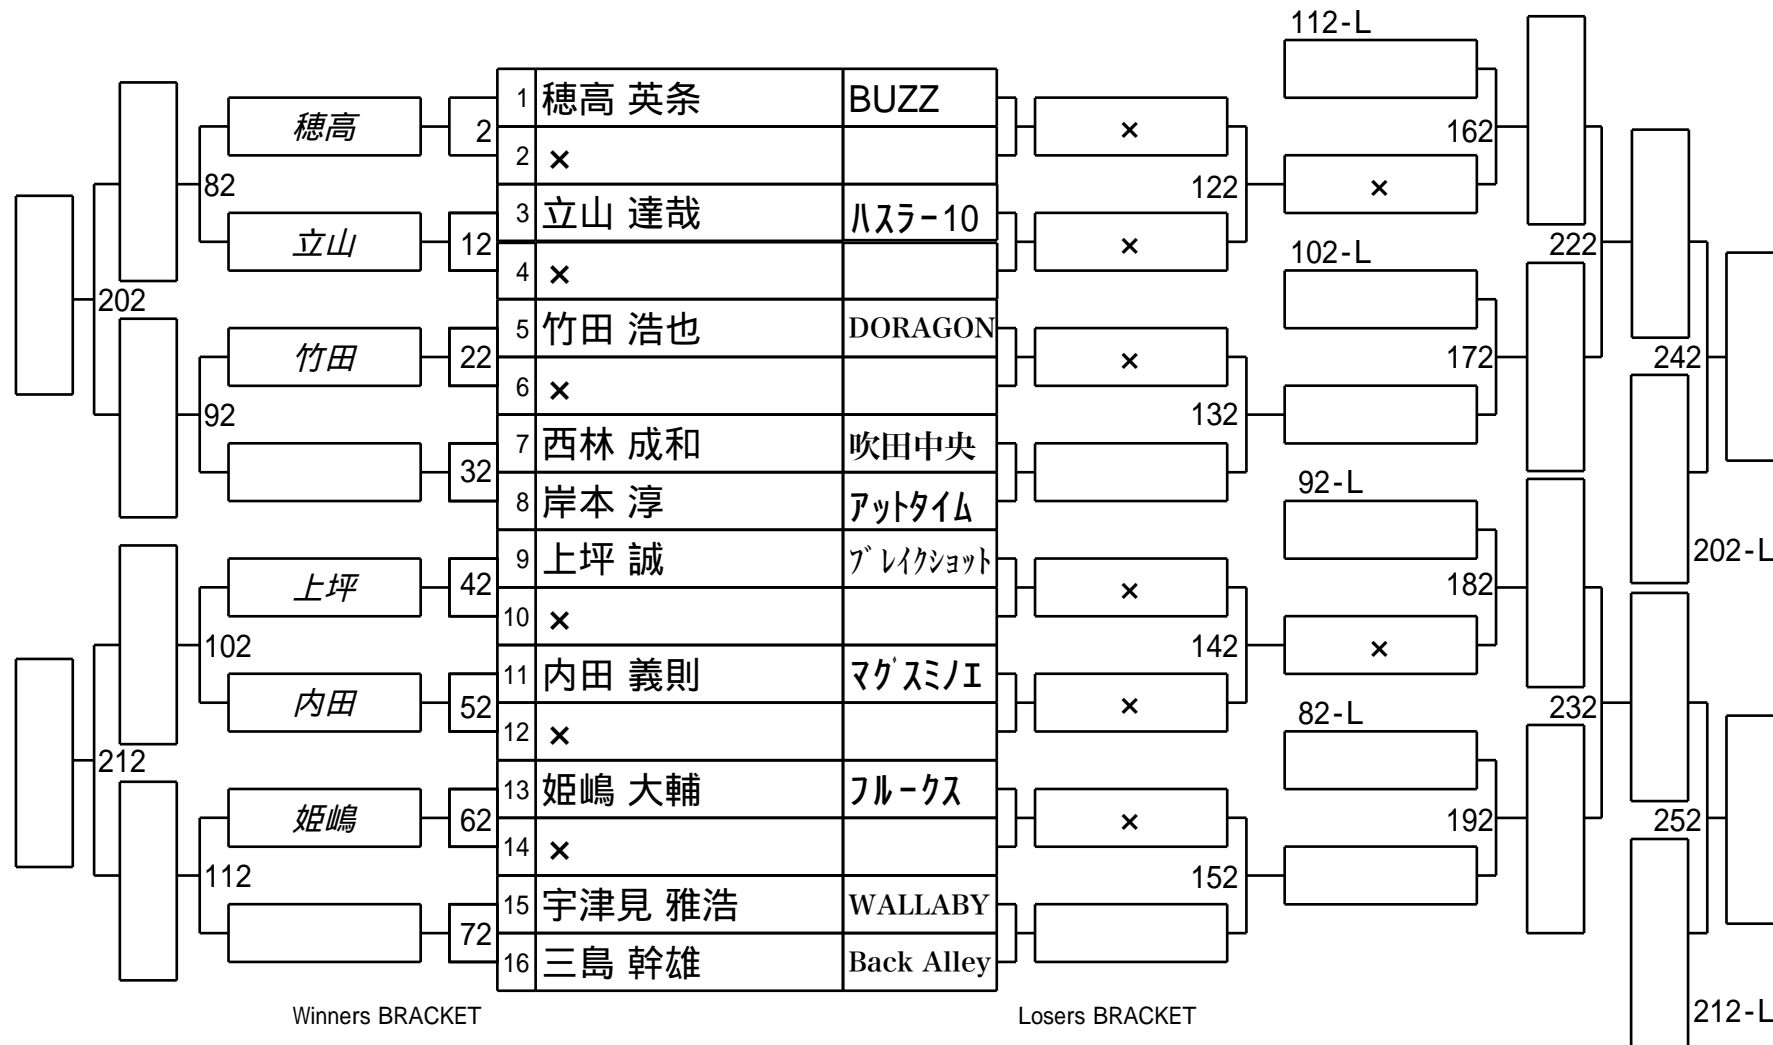 112-L
1 穂高 英条 BUZZ
穂高 2 × 162
2 ×
82 122 ×
3 立山 達哉 ハスラー10
立山 12 × 102-L 222
4 ×
202
5 竹田 浩也 DORAGON
竹田 22 × 172 242
6 ×
92 132
7 西林 成和 吹田中央
32 92-L
8 岸本 淳 アットタイム
9 上坪 誠 ブレイクショット 202-L
上坪 42 × 182
10 ×
102 142 ×
11 内田 義則 マグスミノエ
内田 52 × 82-L 232
12 ×
212
13 姫嶋 大輔 フルークス
姫嶋 62 × 192 252
14 ×
112 152
15 宇津見 雅浩 WALLABY
72
16 三島 幹雄 Back Alley
Winners BRACKET Losers BRACKET 212-L